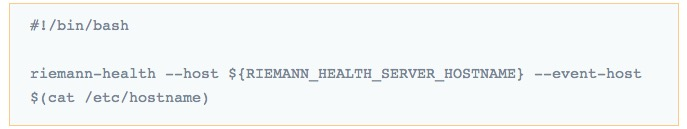 #!/bin/bash
riemann-health --host ${RIEMANN_HEALTH_SERVER_HOSTNAME} --event-host
$(cat /etc/hostname)